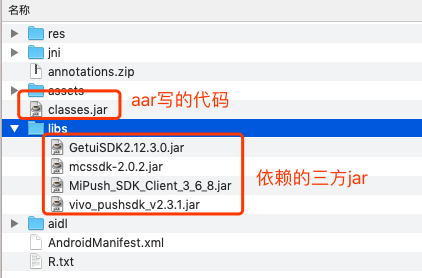 名称
res
jni
annotations.zip
assets
classes.jar
aar写的代码
libs
GetuiSDK2.12.3.0.jar
mcssdk-2.0.2.jar
MiPush_SDK_Client_3_6_8.jar
依赖的三方jar
vivo_pushsdk_v2.3.1.jar
aidl
AndroidManifest.xml
R.txt